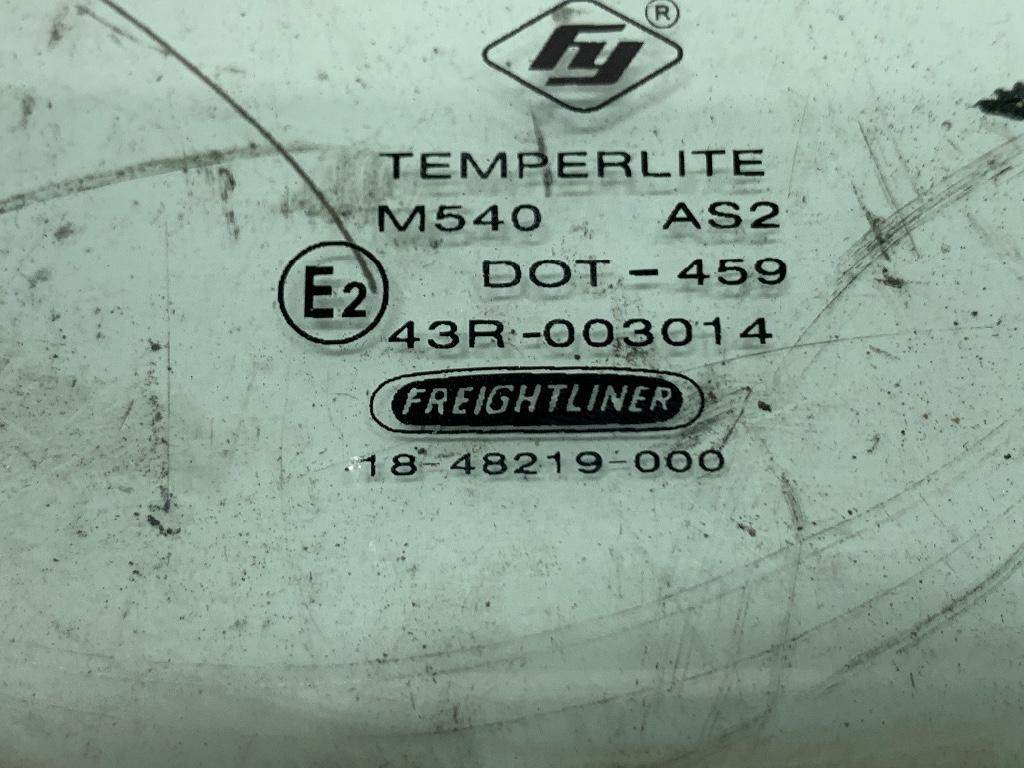 fy ®
TEMPERLITE
M540 AS2
DOT - 459
E2
43R-003014
FREIGHTLINER
18-48219-000